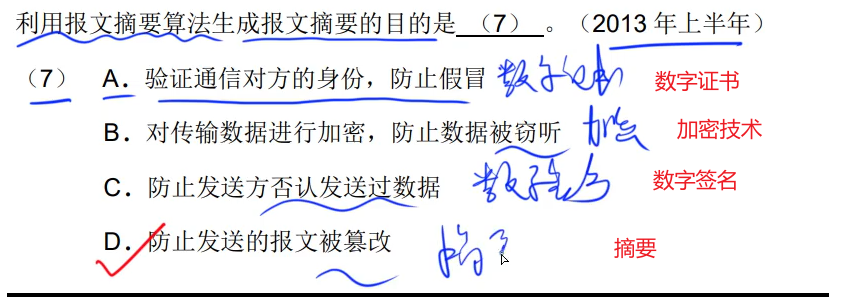 利用报文摘要算法生成报文摘要的目的是 （7） 。（2013 年上半年）
（7） A．验证通信对方的身份，防止假冒 数字证书 数字证书
B．对传输数据进行加密，防止数据被窃听 加密 加密技术
C．防止发送方否认发送过数据 数字签名 数字签名
D．防止发送的报文被篡改 摘要